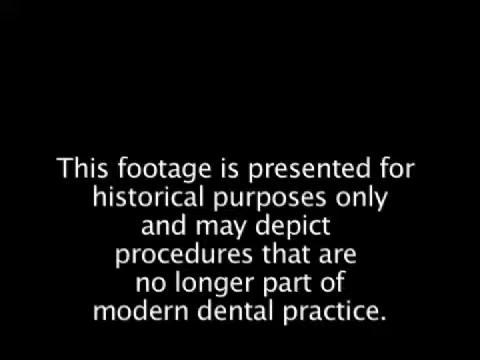 This footage is presented for
historical purposes only
and may depict
procedures that are
no longer part of
modern dental practice.